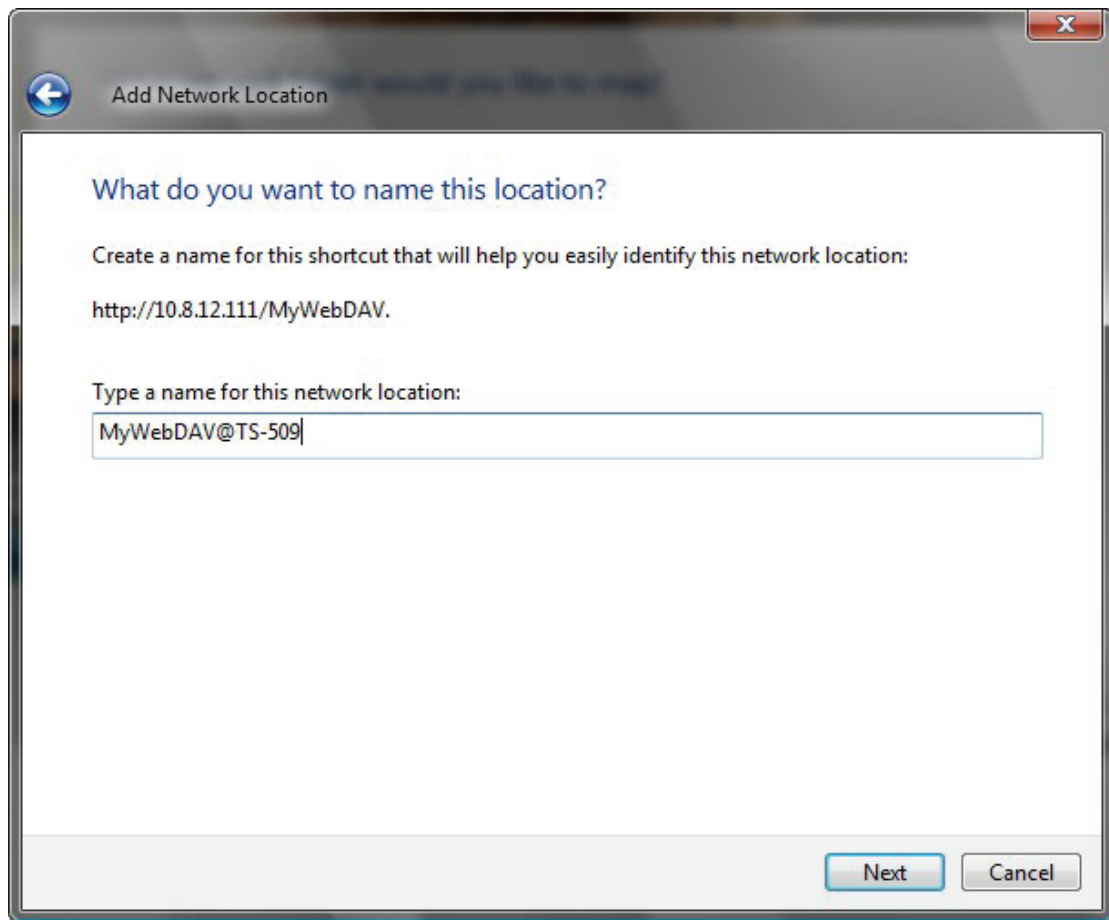 Add Network Location
What do you want to name this location?
Create a name for this shortcut that will help you easily identify this network location:
http://10.8.12.111/MyWebDAV.
Type a name for this network location:
MyWebDAV@TS-509
Next
Cancel